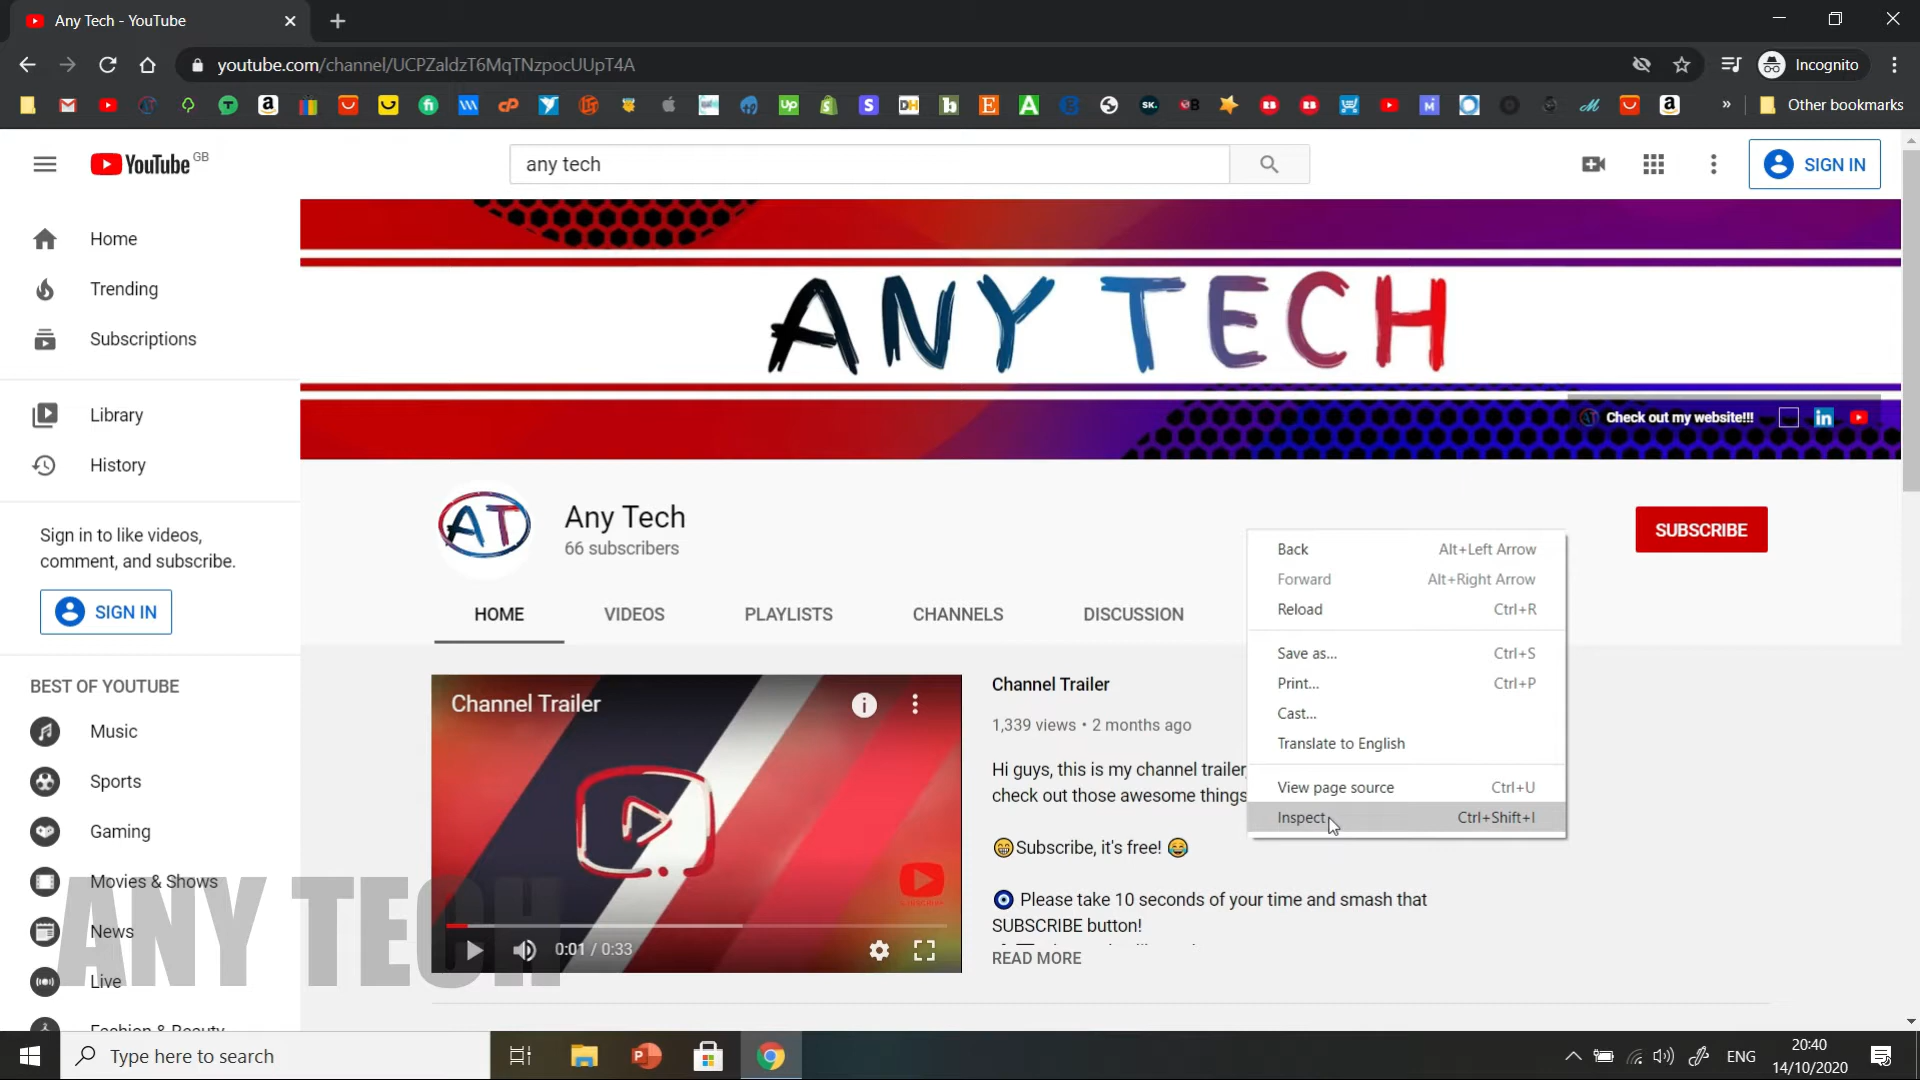 Any Tech - YouTube
youtube.com/channel/UCPZaldzT6MqTNzpocUUpT4A
Incognito
Other bookmarks
YouTube GB
any tech
SIGN IN
Home
Trending
Subscriptions
Library
History
Sign in to like videos,
comment, and subscribe.
SIGN IN
BEST OF YOUTUBE
Music
Sports
Gaming
Movies & Shows
News
Live
Fashion & Beauty
ANY TECH
Check out my website!!!
AT
Any Tech
66 subscribers
SUBSCRIBE
HOME VIDEOS PLAYLISTS CHANNELS DISCUSSION
Back Alt+Left Arrow
Forward Alt+Right Arrow
Reload Ctrl+R
Save as... Ctrl+S
Print... Ctrl+P
Cast...
Translate to English
View page source Ctrl+U
Inspect Ctrl+Shift+I
Channel Trailer
0:01 / 0:33
Channel Trailer
1,339 views • 2 months ago
Hi guys, this is my channel trailer,
check out those awesome things
😁Subscribe, it's free! 😂
🧿 Please take 10 seconds of your time and smash that
SUBSCRIBE button!
READ MORE
ANY TECH
Type here to search
ENG
20:40
14/10/2020